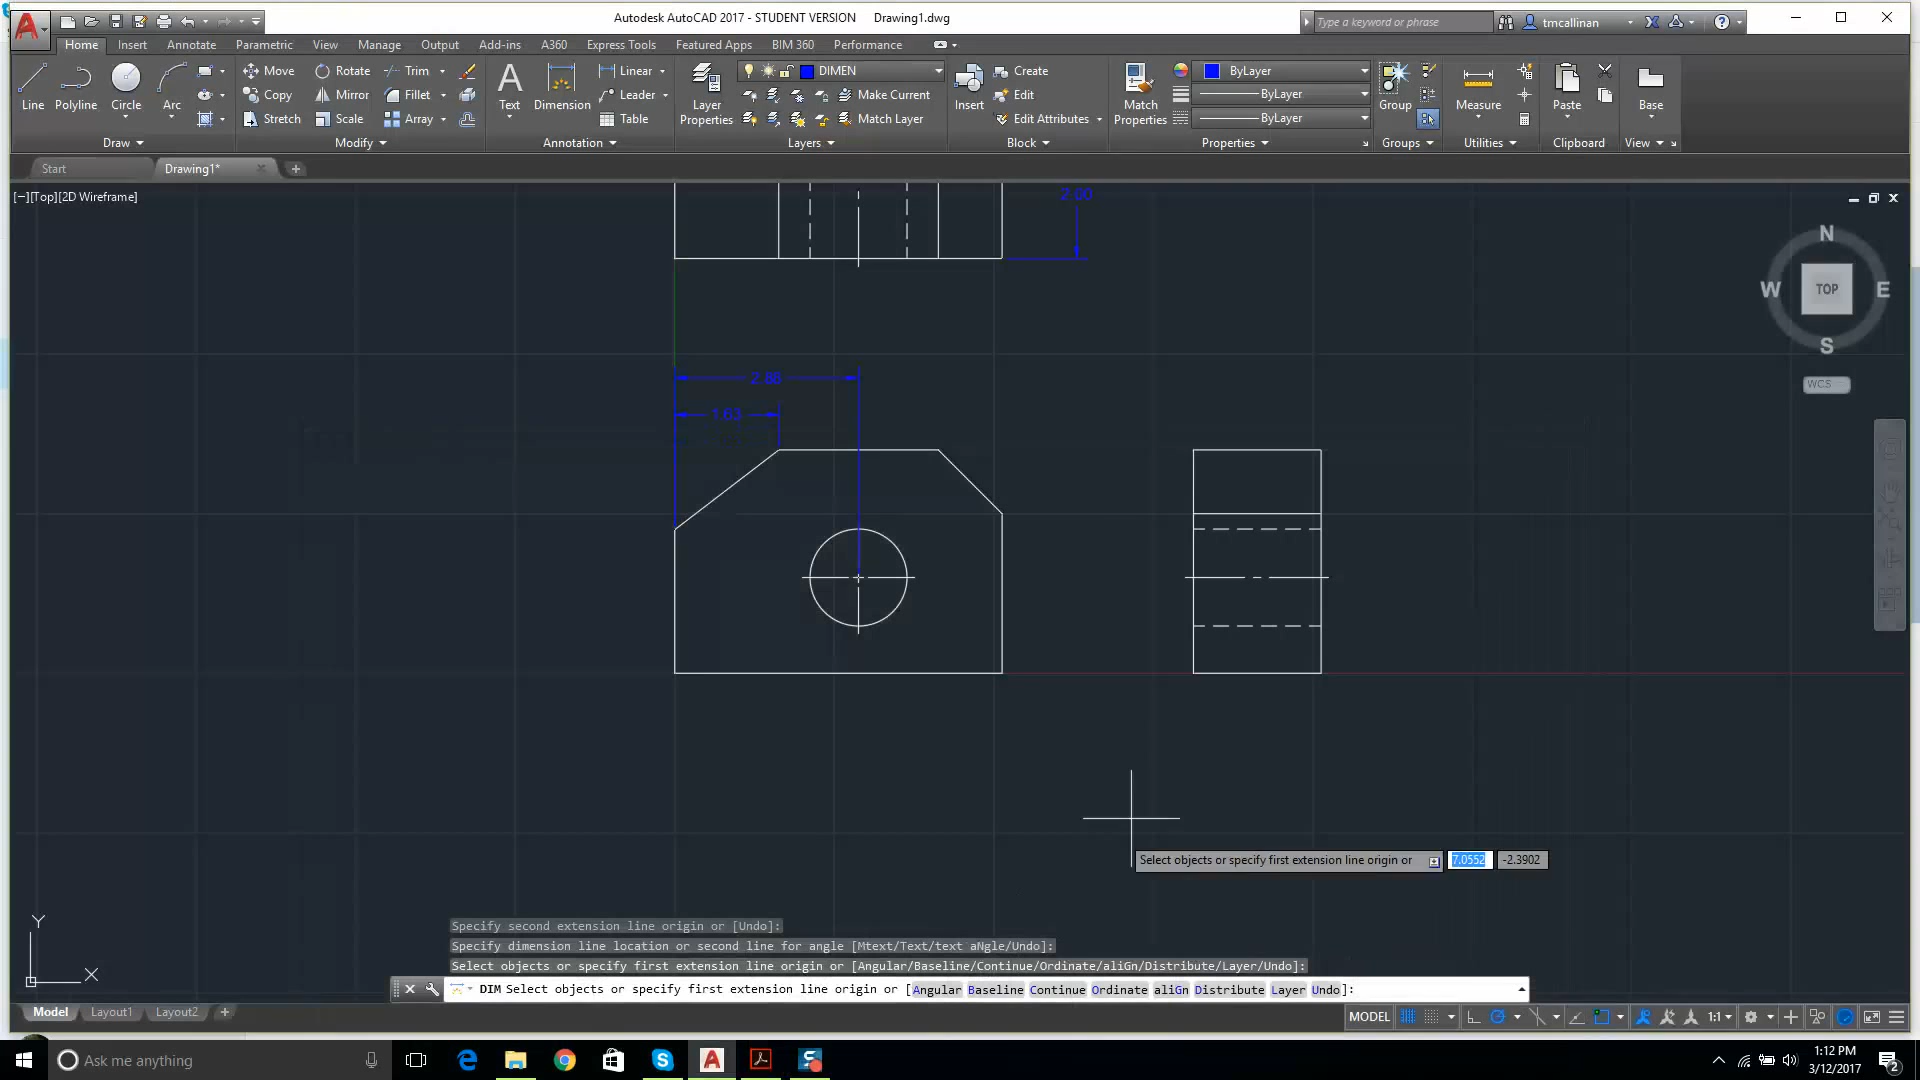 Autodesk AutoCAD 2017 - STUDENT VERSION Drawing1.dwg
Type a keyword or phrase
tmcallinan
Home Insert Annotate Parametric View Manage Output Add-ins A360 Express Tools Featured Apps BIM 360 Performance
Line Polyline Circle Arc
Move Rotate Trim
Copy Mirror Fillet
Stretch Scale Array
Text Dimension
Linear
Leader
Table
Layer Properties
DIMEN
Make Current
Match Layer
Insert
Create
Edit
Edit Attributes
Match Properties
ByLayer
ByLayer
ByLayer
Group
Measure
Paste
Base
Draw Modify Annotation Layers Block Properties Groups Utilities Clipboard View
Start Drawing1*
[−][Top][2D Wireframe]
2.00
N
W TOP E
S
WCS
2.88
1.63
Select objects or specify first extension line origin or 7.0552 -2.3902
Y
X
Specify second extension line origin or [Undo]:
Specify dimension line location or second line for angle [Mtext/Text/text aNgle/Undo]:
Select objects or specify first extension line origin or [Angular/Baseline/Continue/Ordinate/aliGn/Distribute/Layer/Undo]:
DIM Select objects or specify first extension line origin or [Angular Baseline Continue Ordinate aliGn Distribute Layer Undo]:
Model Layout1 Layout2
MODEL 1:1
Ask me anything
1:12 PM
3/12/2017
2